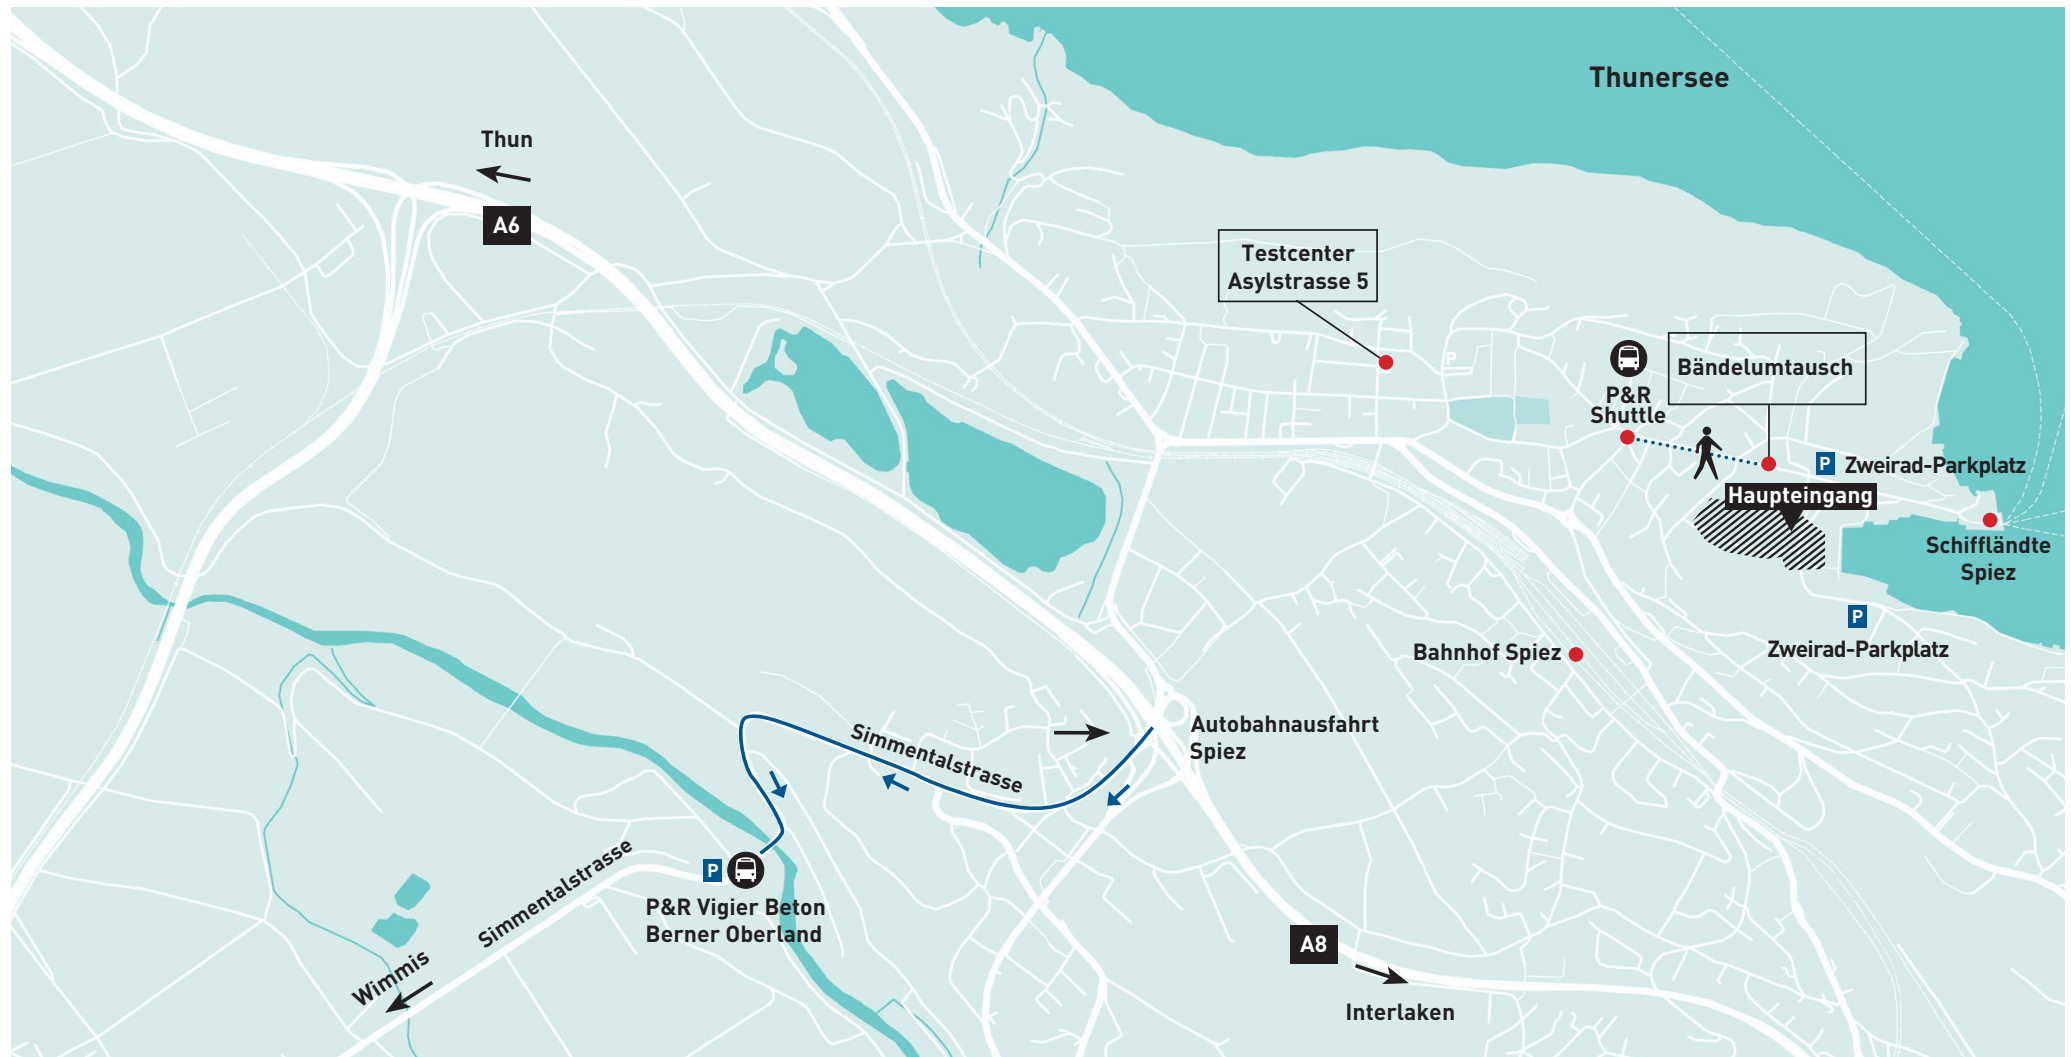 Thunersee
Thun
A6
Testcenter
Asylstrasse 5
P
P&R
Shuttle
Bändelumtausch
P
Zweirad-Parkplatz
Haupteingang
Schiffländte
Spiez
P
Zweirad-Parkplatz
Bahnhof Spiez
Autobahnausfahrt
Spiez
Simmentalstrasse
P
P&R Vigier Beton
Berner Oberland
Simmentalstrasse
Wimmis
A8
Interlaken